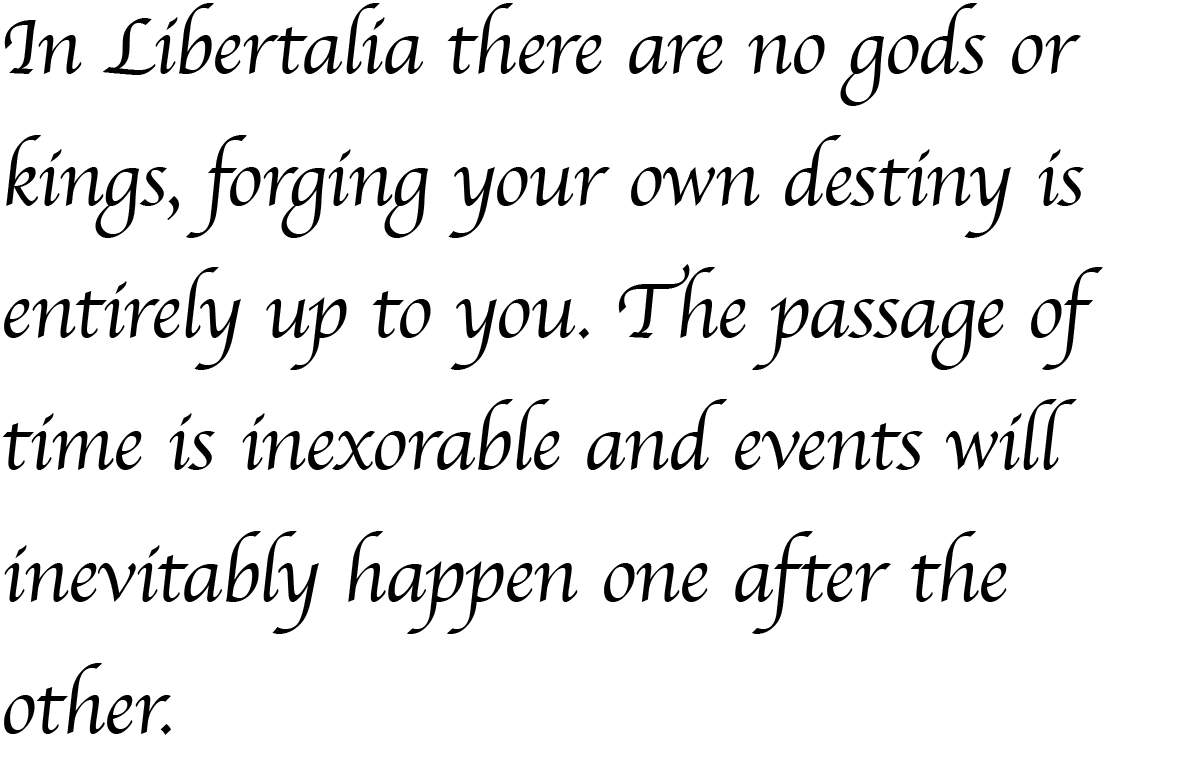 In Libertalia there are no gods or
kings, forging your own destiny is
entirely up to you. The passage of
time is inexorable and events will
inevitably happen one after the
other.